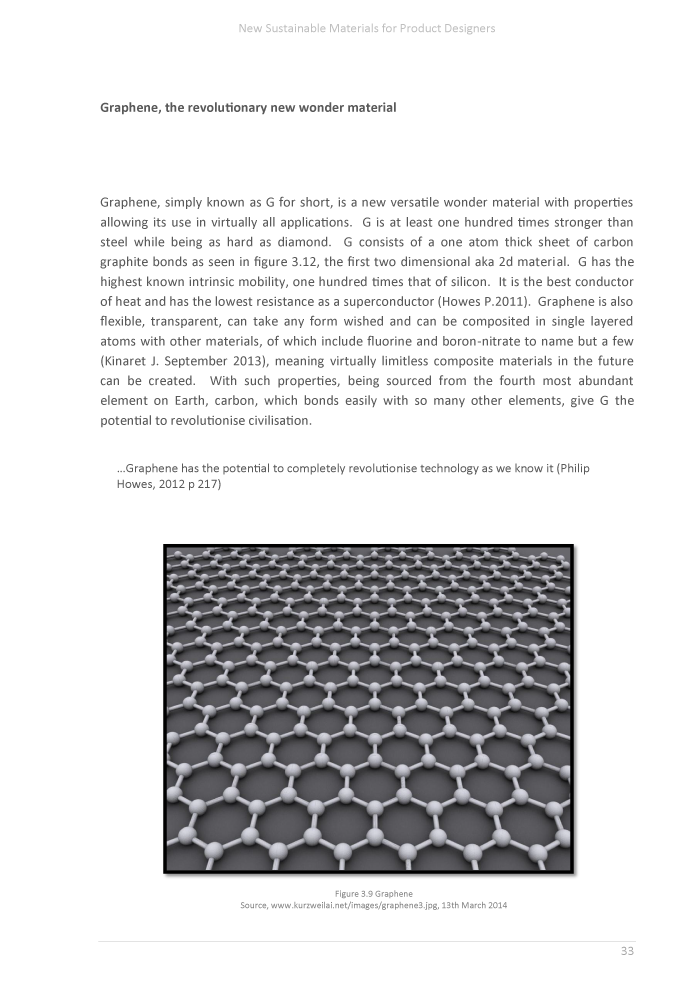 New Sustainable Materials for Product Designers
Graphene, the revolutionary new wonder material
Graphene, simply known as G for short, is a new versatile wonder material with properties
allowing its use in virtually all applications.  G is at least one hundred times stronger than
steel while being as hard as diamond.  G consists of a one atom thick sheet of carbon
graphite bonds as seen in figure 3.12, the first two dimensional aka 2d material.  G has the
highest known intrinsic mobility, one hundred times that of silicon.  It is the best conductor
of heat and has the lowest resistance as a superconductor (Howes P.2011).  Graphene is also
flexible, transparent, can take any form wished and can be composited in single layered
atoms with other materials, of which include fluorine and boron-nitrate to name but a few
(Kinaret J. September 2013), meaning virtually limitless composite materials in the future
can be created.  With such properties, being sourced from the fourth most abundant
element on Earth, carbon, which bonds easily with so many other elements, give G the
potential to revolutionise civilisation.
…Graphene has the potential to completely revolutionise technology as we know it (Philip
Howes, 2012 p 217)
Figure 3.9 Graphene
Source, www.kurzweilai.net/images/graphene3.jpg, 13th March 2014
33